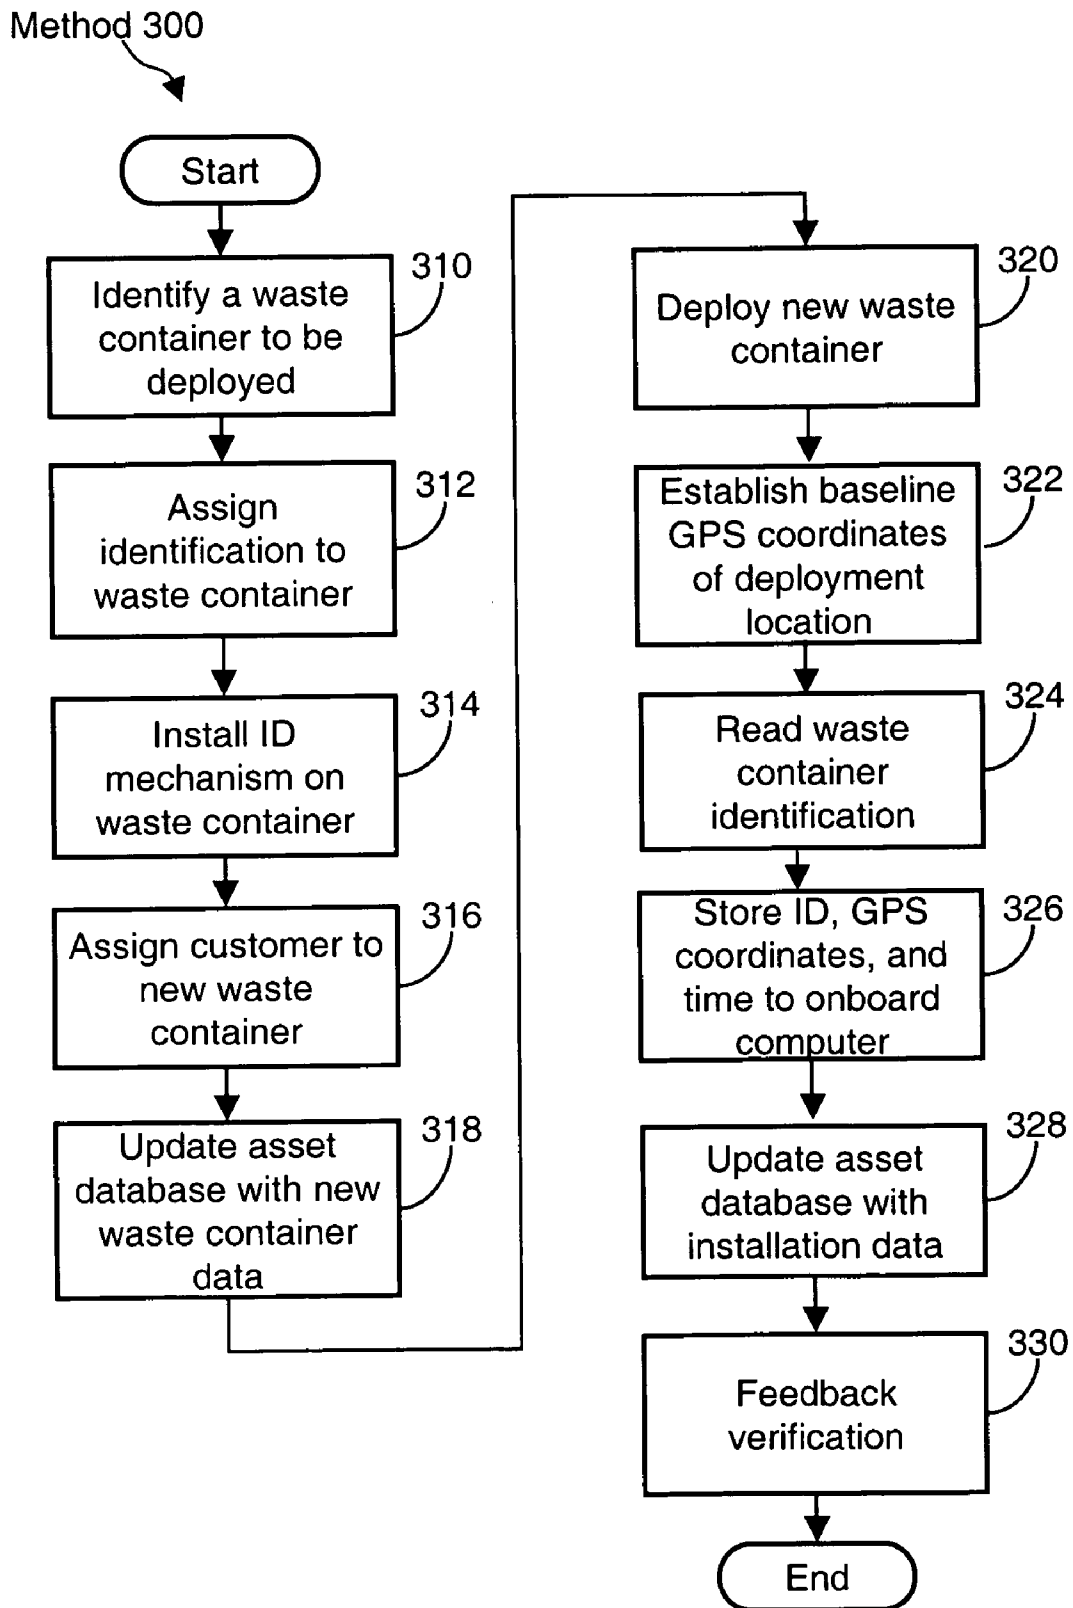 Method 300
Start
310
Identify a waste
container to be
deployed
312
Assign
identification to
waste container
314
Install ID
mechanism on
waste container
316
Assign customer to
new waste
container
318
Update asset
database with new
waste container
data
320
Deploy new waste
container
322
Establish baseline
GPS coordinates
of deployment
location
324
Read waste
container
identification
326
Store ID, GPS
coordinates, and
time to onboard
computer
328
Update asset
database with
installation data
330
Feedback
verification
End